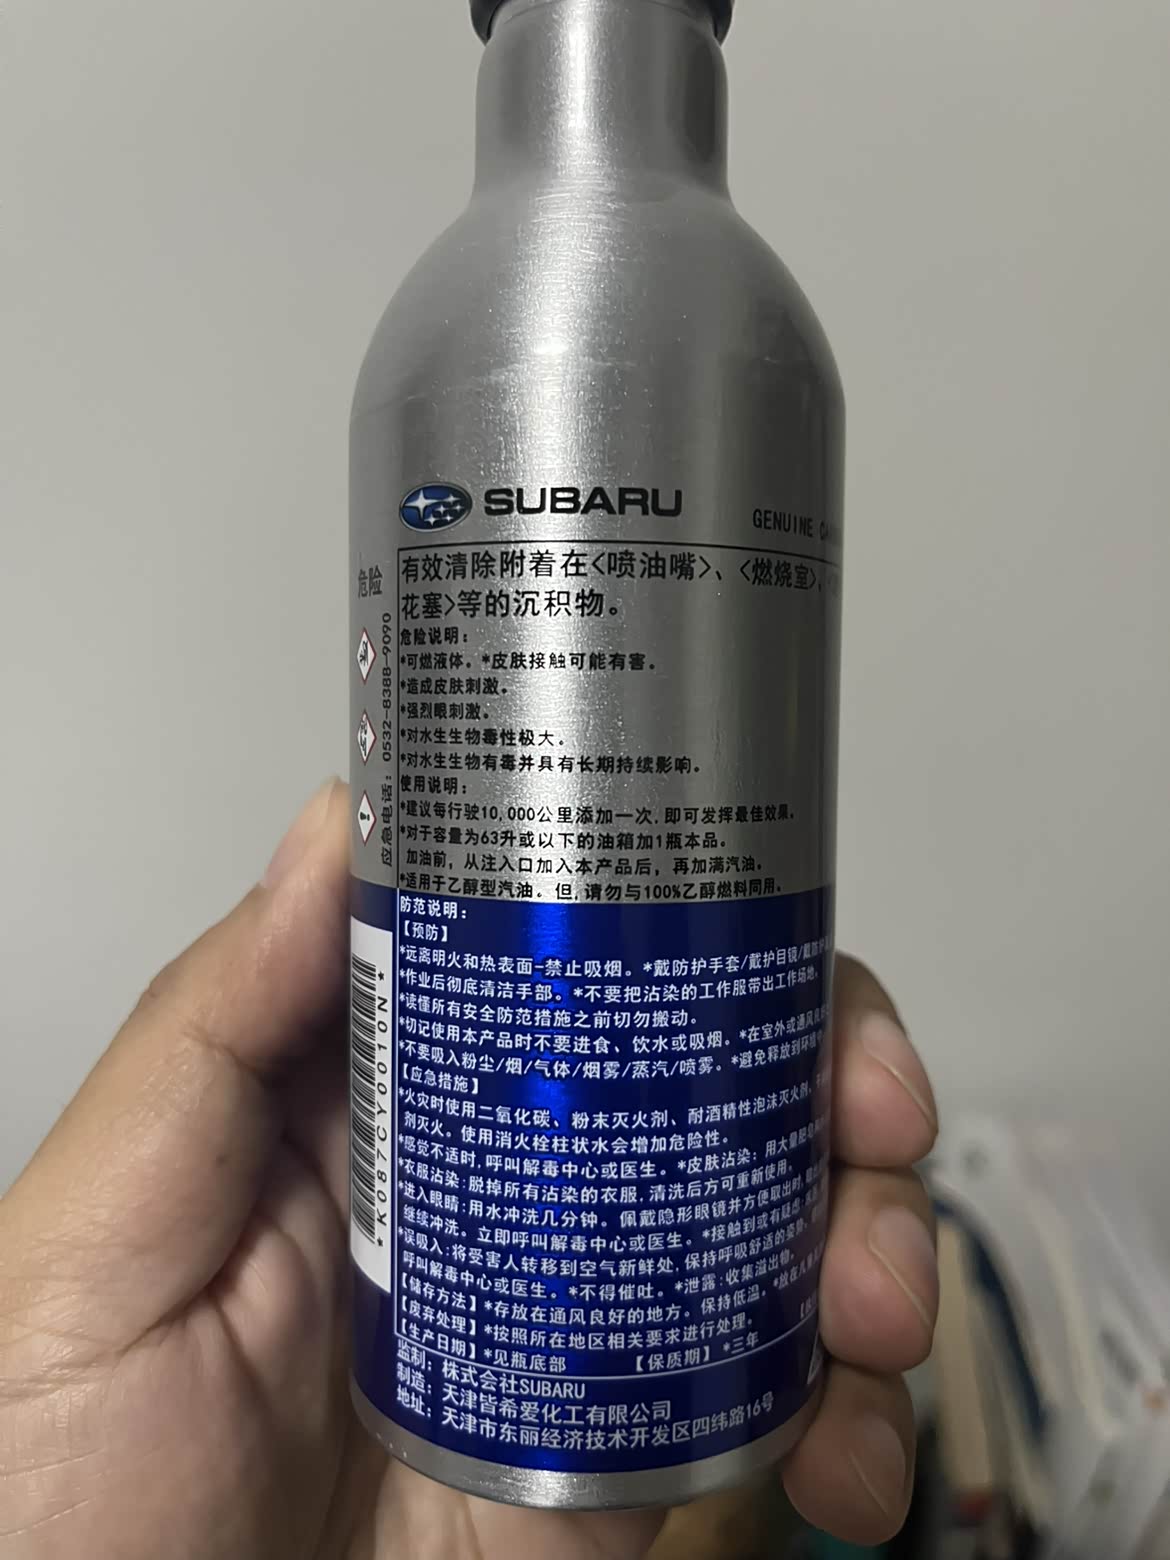 SUBARU
GENUINE
有效清除附着在<喷油嘴>、<燃烧室>、
花塞>等的沉积物。
危险
应急电话：0532-8388-9090
危险说明：
*可燃液体。*皮肤接触可能有害。
*造成皮肤刺激。
*强烈眼刺激。
*对水生生物毒性极大。
*对水生生物有毒并具有长期持续影响。
使用说明：
*建议每行驶10,000公里添加一次,即可发挥最佳效果。
*对于容量为63升或以下的油箱加1瓶本品。
加油前，从注入口加入本产品后，再加满汽油。
*适用于乙醇型汽油。但,请勿与100%乙醇燃料同用。
防范说明：
【预防】
*远离明火和热表面-禁止吸烟。*戴防护手套/戴护目镜/戴防护
*作业后彻底清洁手部。*不要把沾染的工作服带出工作场地。
*读懂所有安全防范措施之前切勿搬动。
*切记使用本产品时不要进食、饮水或吸烟。*在室外或通风良
*不要吸入粉尘/烟/气体/烟雾/蒸汽/喷雾。*避免释放到环境
【应急措施】
*火灾时使用二氧化碳、粉末灭火剂、耐酒精性泡沫灭火剂、干
剂灭火。使用消火栓柱状水会增加危险性。
*感觉不适时,呼叫解毒中心或医生。*皮肤沾染：用大量肥皂
*衣服沾染:脱掉所有沾染的衣服,清洗后方可重新使用。
*进入眼睛:用水冲洗几分钟。佩戴隐形眼镜并方便取出时,取出
继续冲洗。立即呼叫解毒中心或医生。*接触到或有疑虑:
*误吸入:将受害人转移到空气新鲜处,保持呼吸舒适的姿势。
呼叫解毒中心或医生。*不得催吐。*泄露:收集溢出物。
【储存方法】*存放在通风良好的地方。保持低温。*放在儿童
【废弃处理】*按照所在地区相关要求进行处理。
【生产日期】*见瓶底部 【保质期】*三年
监制：株式会社SUBARU
制造：天津皆希爱化工有限公司
地址：天津市东丽经济技术开发区四纬路16号
*K087CY0010N*